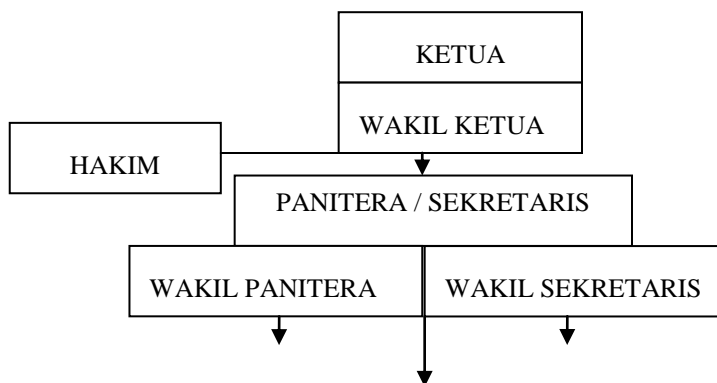 KETUA
WAKIL KETUA
HAKIM
PANITERA / SEKRETARIS
WAKIL PANITERA
WAKIL SEKRETARIS